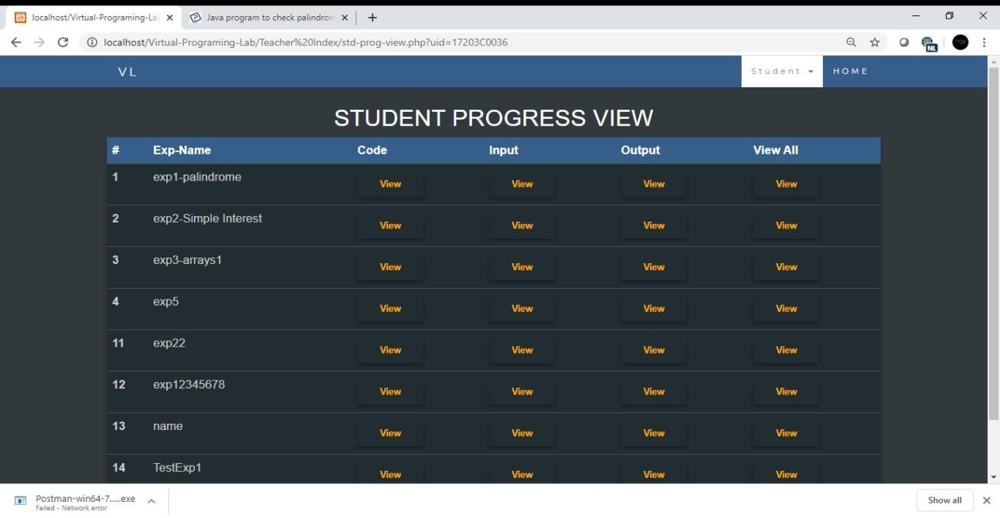 localhost/Virtual-Programing-La
Java program to check palindrom
localhost/Virtual-Programing-Lab/Teacher%20Index/std-prog-view.php?uid=17203C0036
NL
VL Student HOME
STUDENT PROGRESS VIEW
# Exp-Name Code Input Output View All
1 exp1-palindrome View View View View
2 exp2-Simple Interest View View View View
3 exp3-arrays1 View View View View
4 exp5 View View View View
11 exp22 View View View View
12 exp12345678 View View View View
13 name View View View View
14 TestExp1 View View View View
Postman-win64-7.....exe
Failed - Network error
Show all